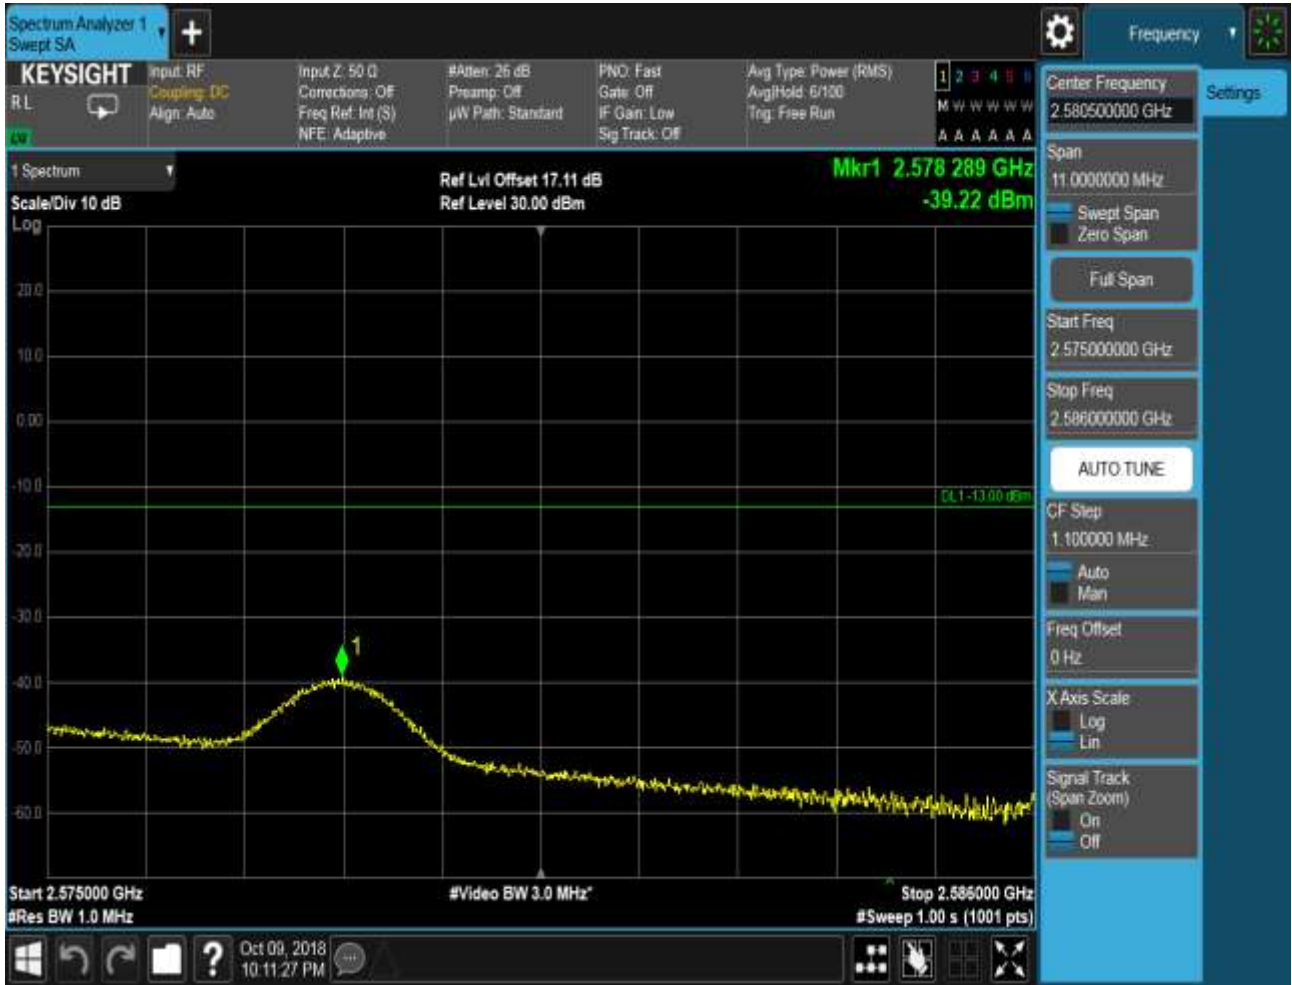 Spectrum Analyzer 1
Swept SA
Frequency
KEYSIGHT
R L
Input: RF
Coupling: DC
Align: Auto
Input Z: 50 Ω
Corrections: Off
Freq Ref: Int (S)
NFE: Adaptive
#Atten: 26 dB
Preamp: Off
µW Path: Standard
PNO: Fast
Gate: Off
IF Gain: Low
Sig Track: Off
Avg Type: Power (RMS)
Avg|Hold: 6/100
Trig: Free Run
1 2 3 4 5 6
M W W W W W
A A A A A A
Settings
1 Spectrum
Scale/Div 10 dB
Log
Ref Lvl Offset 17.11 dB
Ref Level 30.00 dBm
Mkr1 2.578 289 GHz
-39.22 dBm
20.0
10.0
0.00
-10.0
-20.0
-30.0
-40.0
-50.0
-60.0
DL1 -13.00 dBm
1
Start 2.575000 GHz
#Res BW 1.0 MHz
#Video BW 3.0 MHz*
Stop 2.586000 GHz
#Sweep 1.00 s (1001 pts)
Center Frequency
2.580500000 GHz
Span
11.0000000 MHz
Swept Span
Zero Span
Full Span
Start Freq
2.575000000 GHz
Stop Freq
2.586000000 GHz
AUTO TUNE
CF Step
1.100000 MHz
Auto
Man
Freq Offset
0 Hz
X Axis Scale
Log
Lin
Signal Track
(Span Zoom)
On
Off
?
Oct 09, 2018
10:11:27 PM